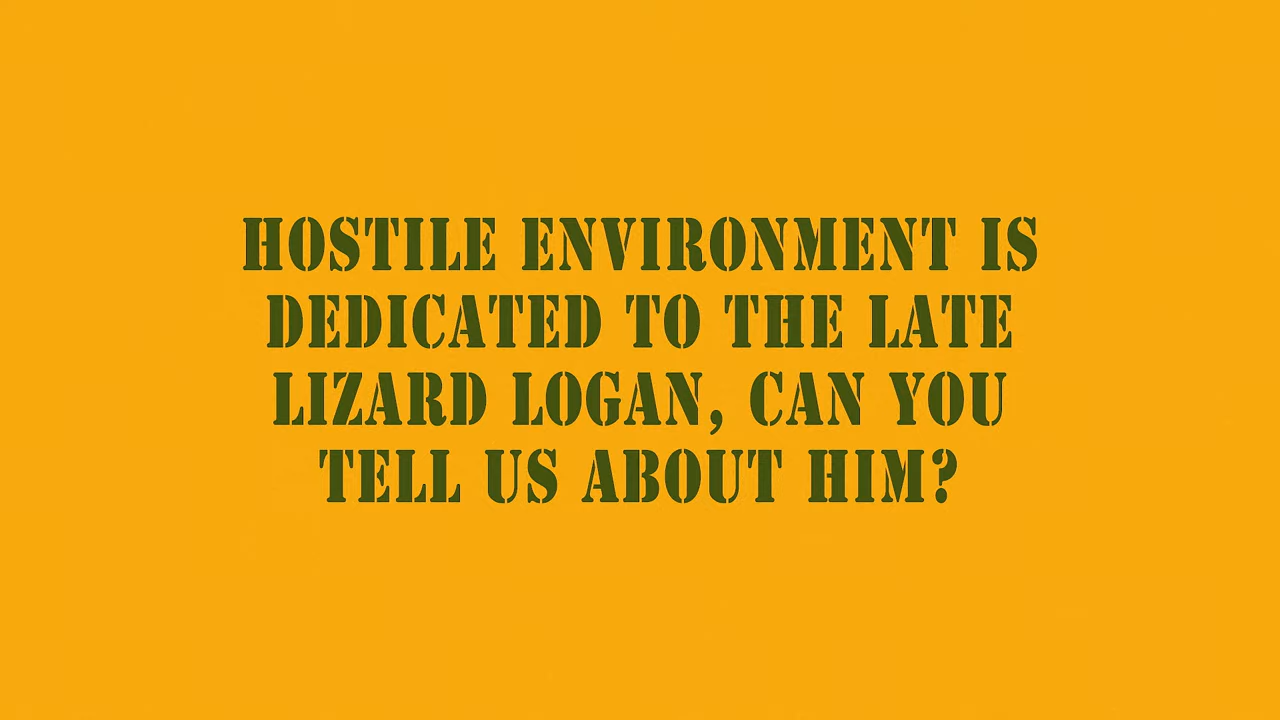 HOSTILE ENVIRONMENT IS
DEDICATED TO THE LATE
LIZARD LOGAN, CAN YOU
TELL US ABOUT HIM?